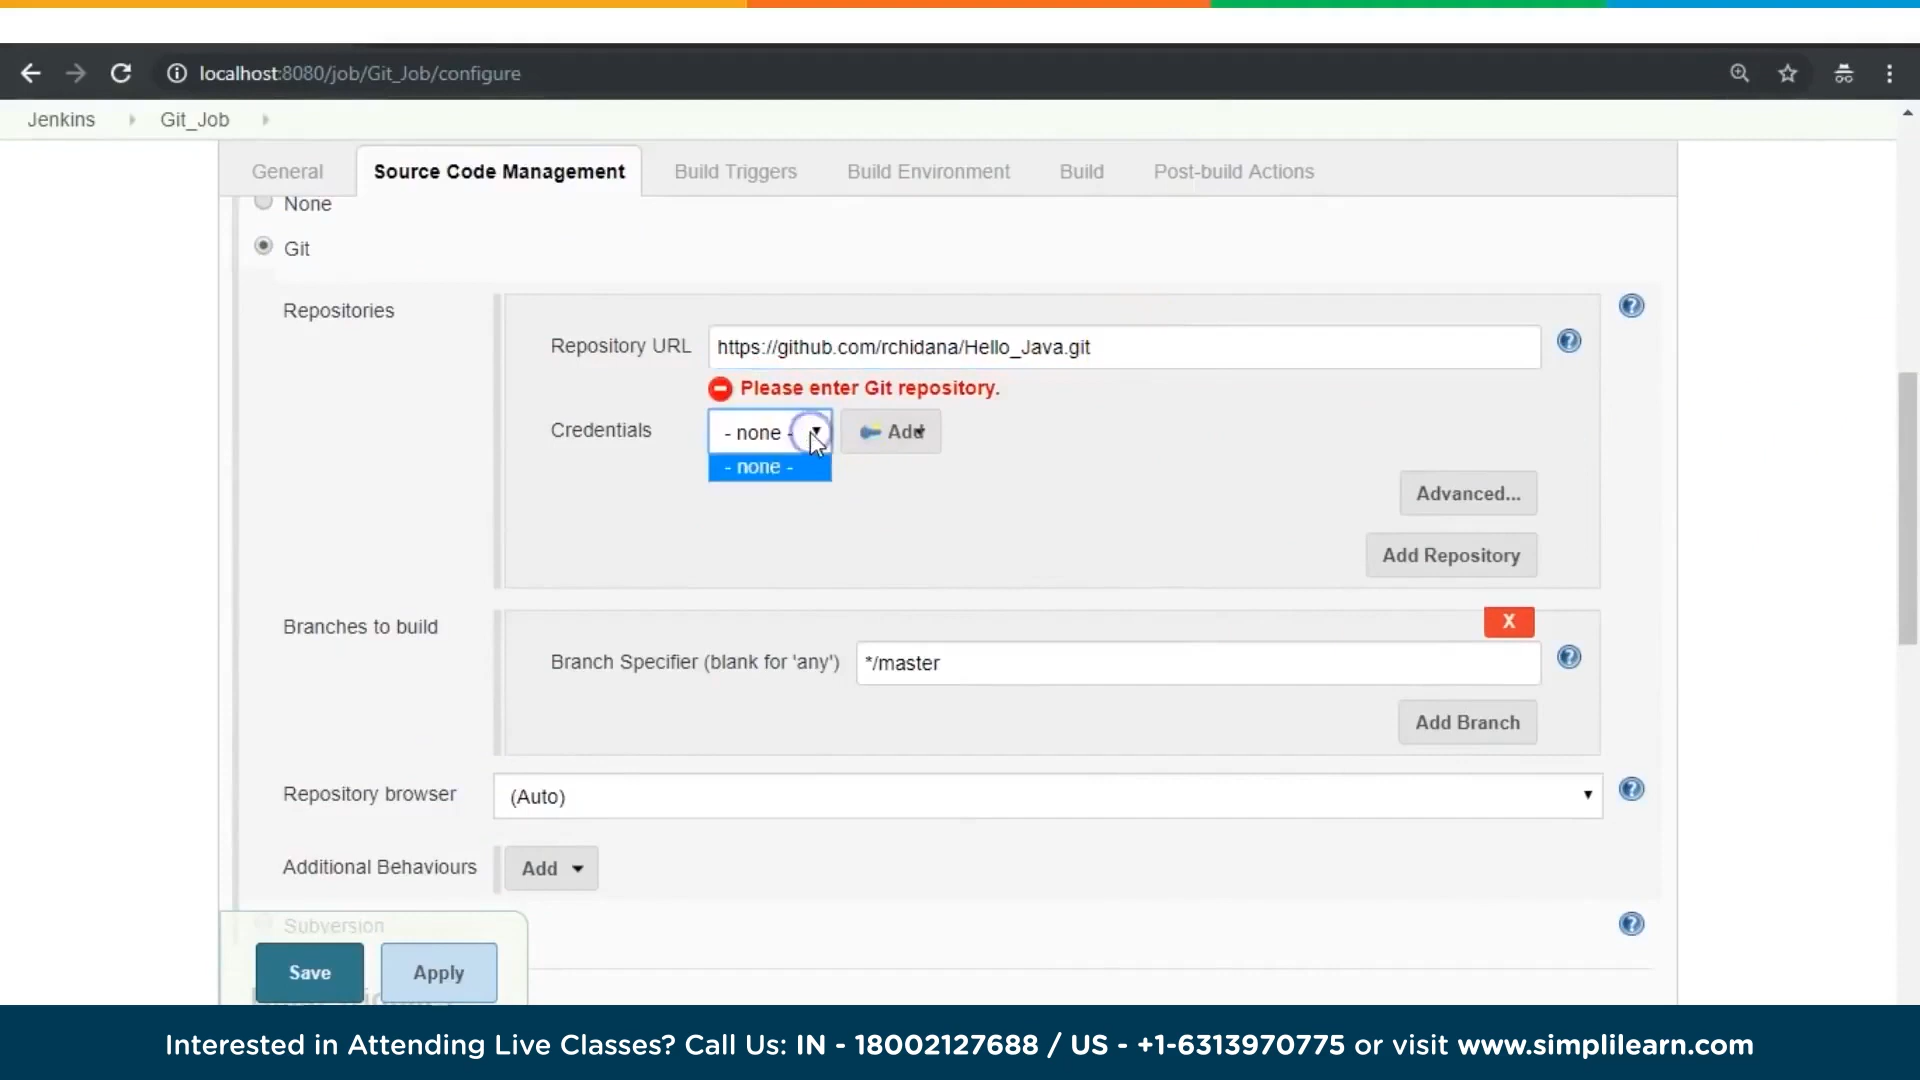 localhost:8080/job/Git_Job/configure
Jenkins Git_Job
General Source Code Management Build Triggers Build Environment Build Post-build Actions
None
Git
Repositories
Repository URL https://github.com/rchidana/Hello_Java.git
Please enter Git repository.
Credentials - none - Add
- none -
Advanced...
Add Repository
Branches to build X
Branch Specifier (blank for 'any') */master
Add Branch
Repository browser (Auto)
Additional Behaviours Add
Subversion
Save Apply
Interested in Attending Live Classes? Call Us: IN - 18002127688 / US - +1-6313970775 or visit www.simplilearn.com